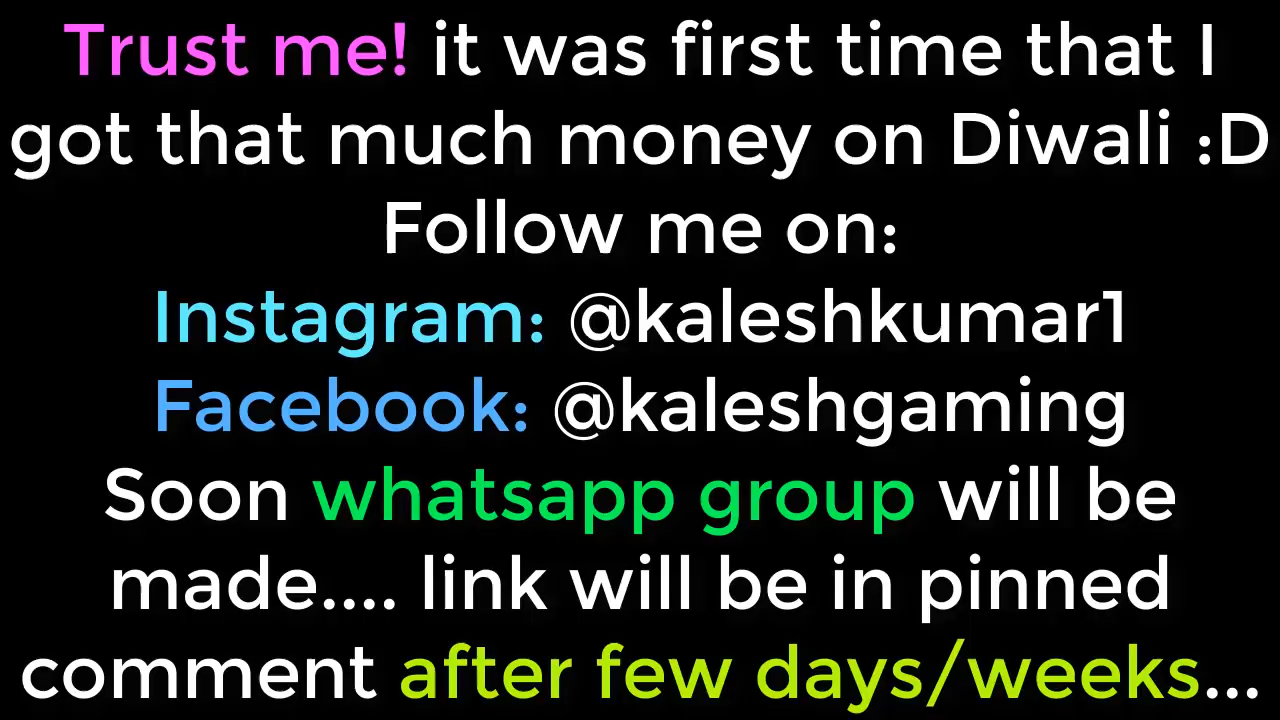 Trust me! it was first time that I
got that much money on Diwali :D
Follow me on:
Instagram: @kaleshkumar1
Facebook: @kaleshgaming
Soon whatsapp group will be
made.... link will be in pinned
comment after few days/weeks...